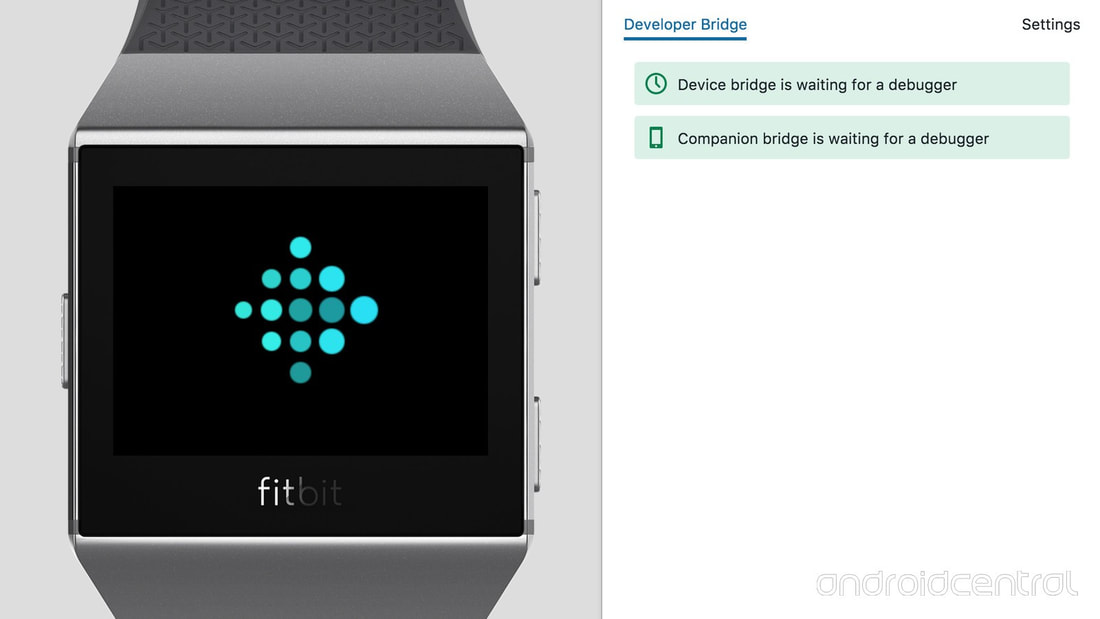 Developer Bridge
Settings
Device bridge is waiting for a debugger
Companion bridge is waiting for a debugger
fitbit
androidcentral